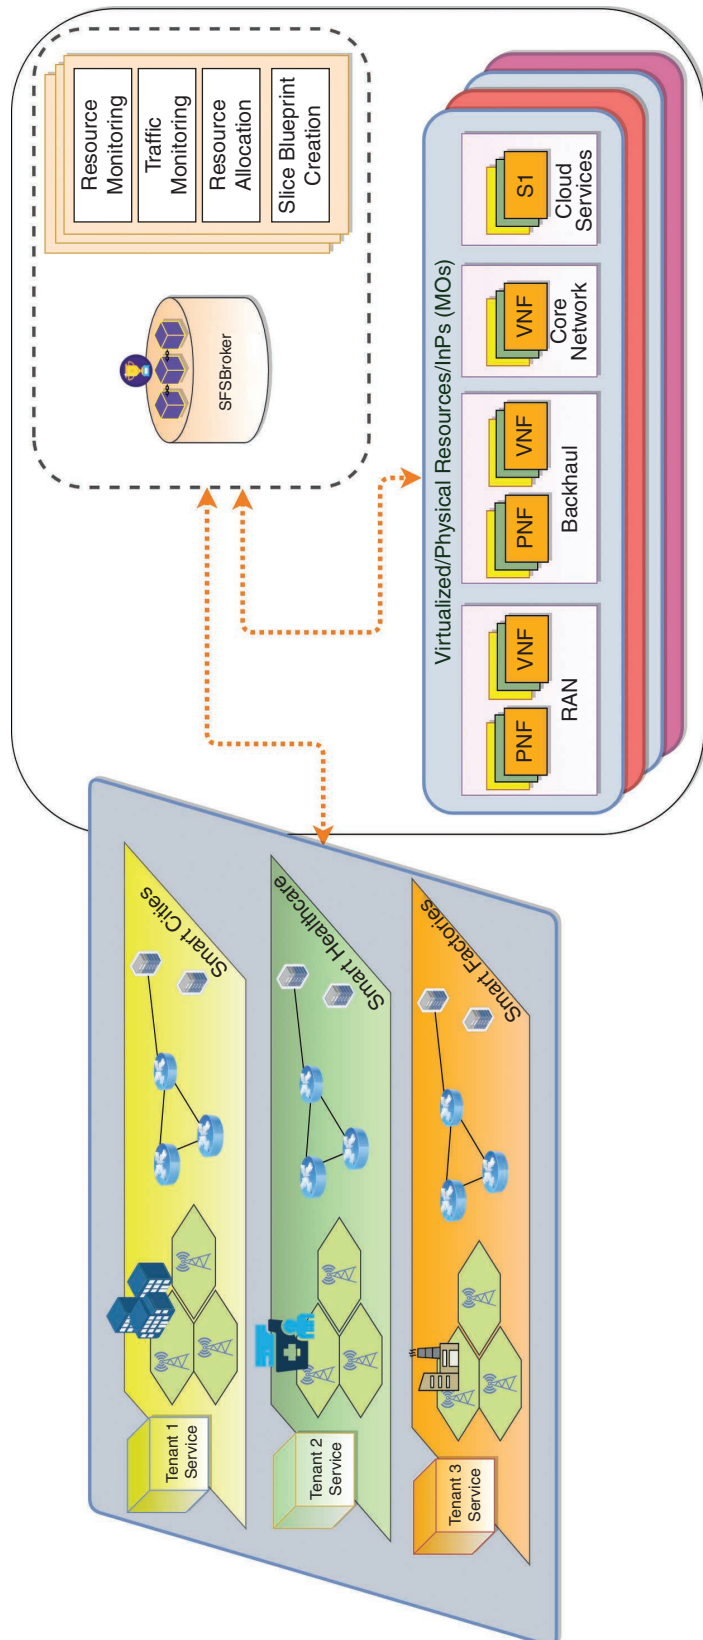 Tenant 1
Service
Smart Cities
Tenant 2
Service
Smart Healthcare
Tenant 3
Service
Smart Factories
SFSBroker
Resource
Monitoring
Traffic
Monitoring
Resource
Allocation
Slice Blueprint
Creation
Virtualized/Physical Resources/InPs (MOs)
PNF
VNF
RAN
PNF
VNF
Backhaul
VNF
Core
Network
S1
Cloud
Services